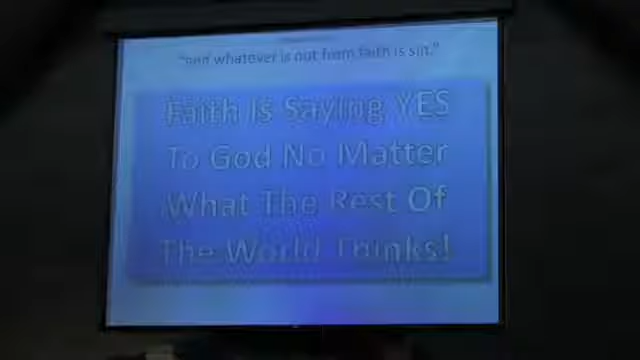 "and whatever is not from faith is sin."
Faith Is Saying YES
To God No Matter
What The Rest Of
The World Thinks!